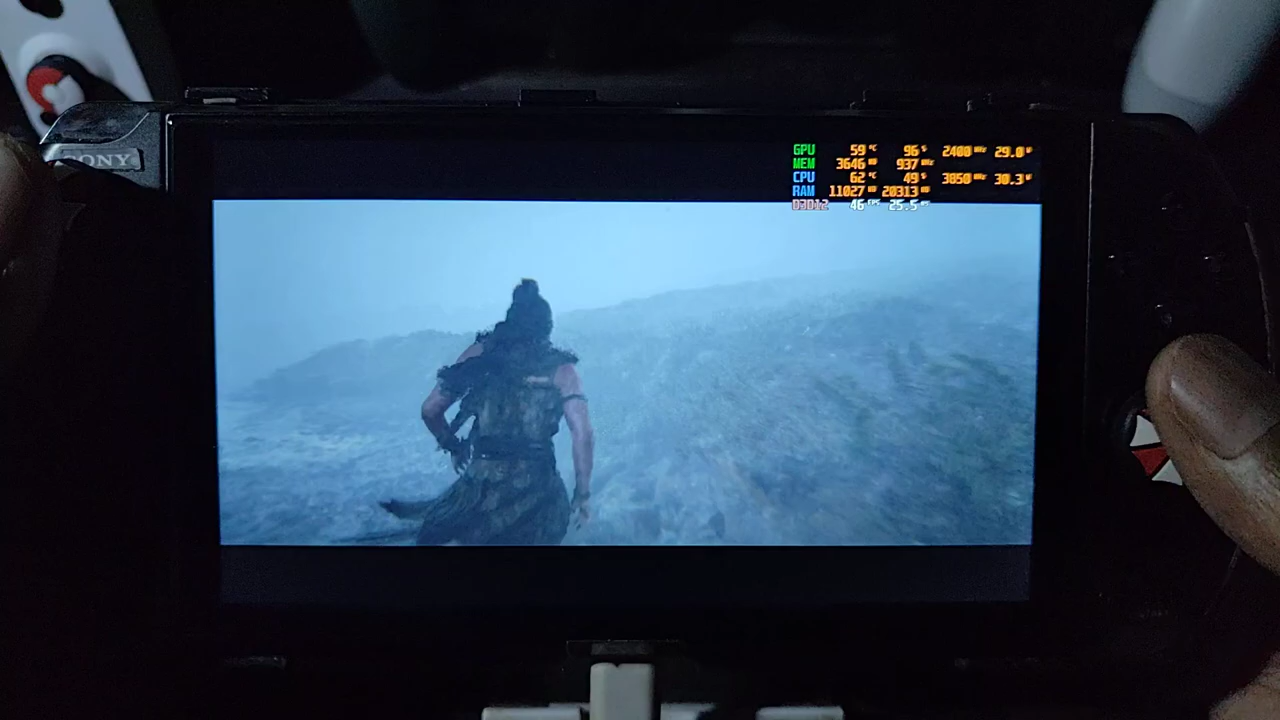 SONY
GPU 59 °C 96 % 2400 MHz 29.0 W
MEM 3646 MB 937 MHz
CPU 62 °C 49 % 3850 MHz 30.3 W
RAM 11027 MB 20313 MB
D3D12 46 FPS 25.5 ms